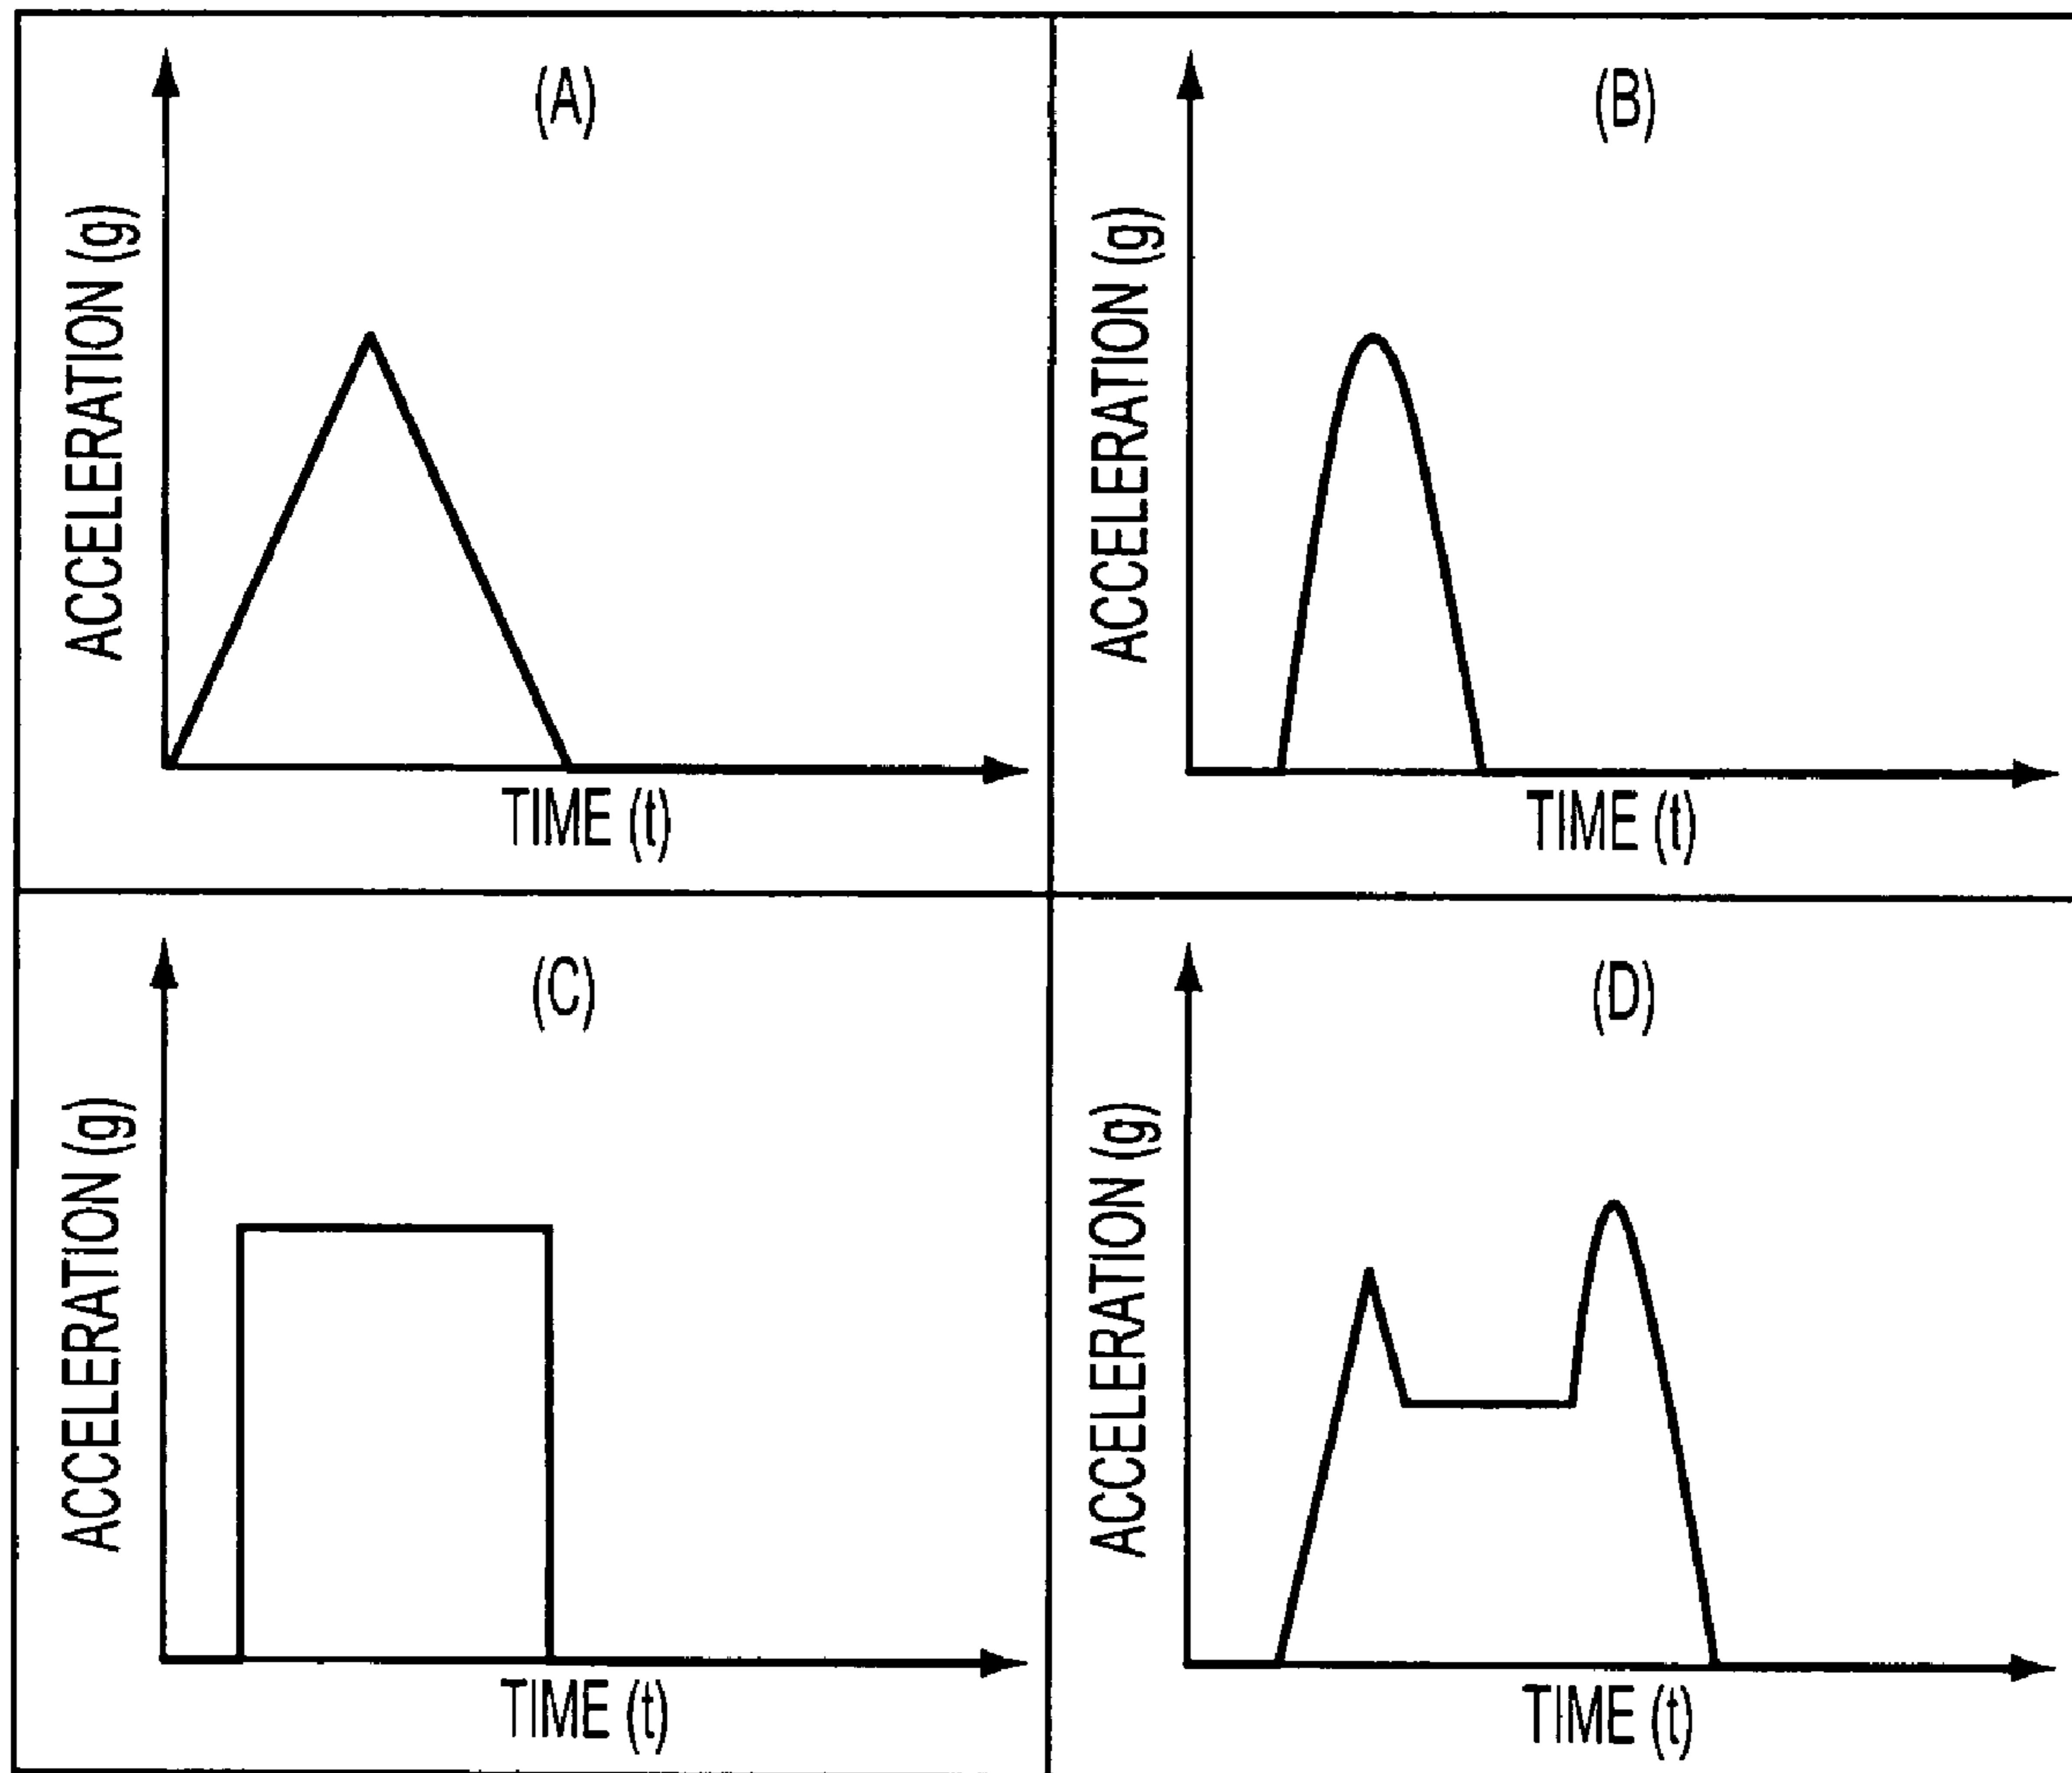 (A)
ACCELERATION (g)
TIME (t)
(B)
ACCELERATION (g)
TIME (t)
(C)
ACCELERATION (g)
TIME (t)
(D)
ACCELERATION (g)
TIME (t)